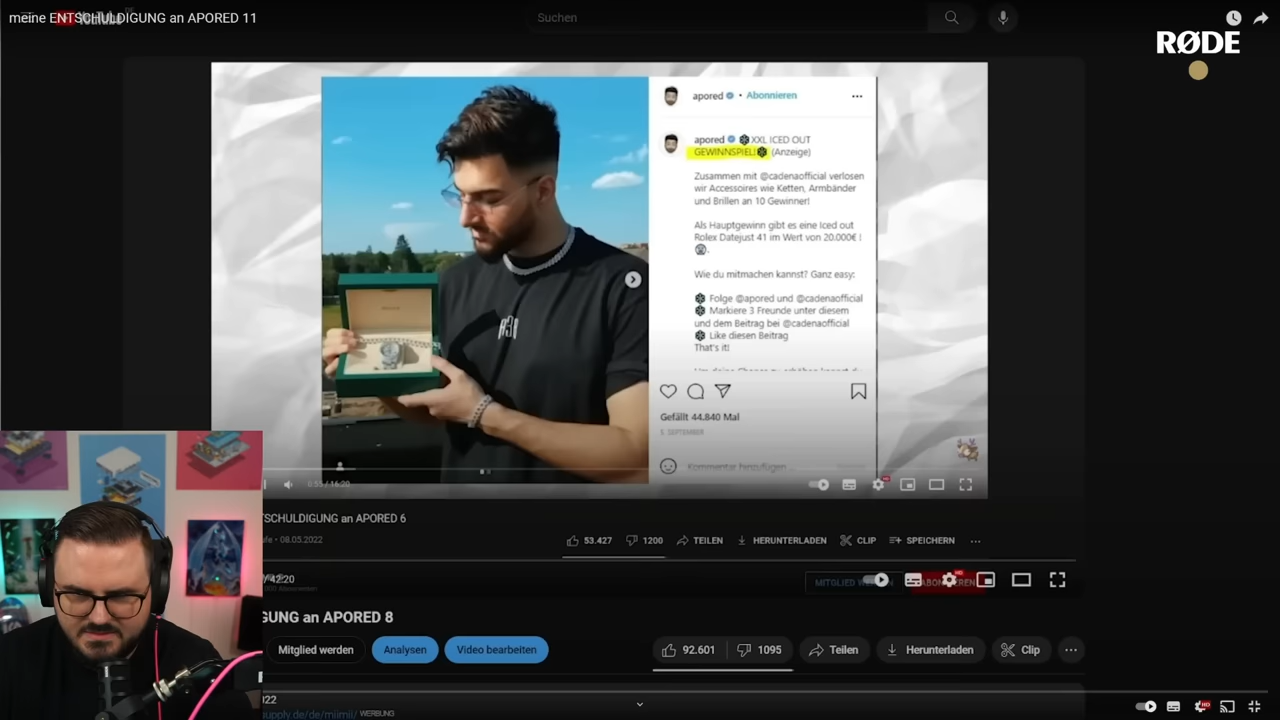 meine ENTSCHULDIGUNG an APORED 11
Suchen
RØDE
apored • Abonnieren
apored XXL ICED OUT
GEWINNSPIEL! (Anzeige)
Zusammen mit @cadenaofficial verlosen
wir Accessoires wie Ketten, Armbänder
und Brillen an 10 Gewinner!
Als Hauptgewinn gibt es eine Iced out
Rolex Datejust 41 im Wert von 20.000€ !
Wie du mitmachen kannst? Ganz easy:
Folge @apored und @cadenaofficial
Markiere 3 Freunde unter diesem
und dem Beitrag bei @cadenaofficial
Like diesen Beitrag
That's it!
Gefällt 44.840 Mal
5 SEPTEMBER
Kommentar hinzufügen ...
0:55 / 16:20
TSCHULDIGUNG an APORED 6
ufe • 08.05.2022
53.427 1200 TEILEN HERUNTERLADEN CLIP SPEICHERN
/ 42:20
MITGLIED
GUNG an APORED 8
Mitglied werden Analysen Video bearbeiten 92.601 1095 Teilen Herunterladen Clip
022
supply.de/de/mjimji/ WERBUNG